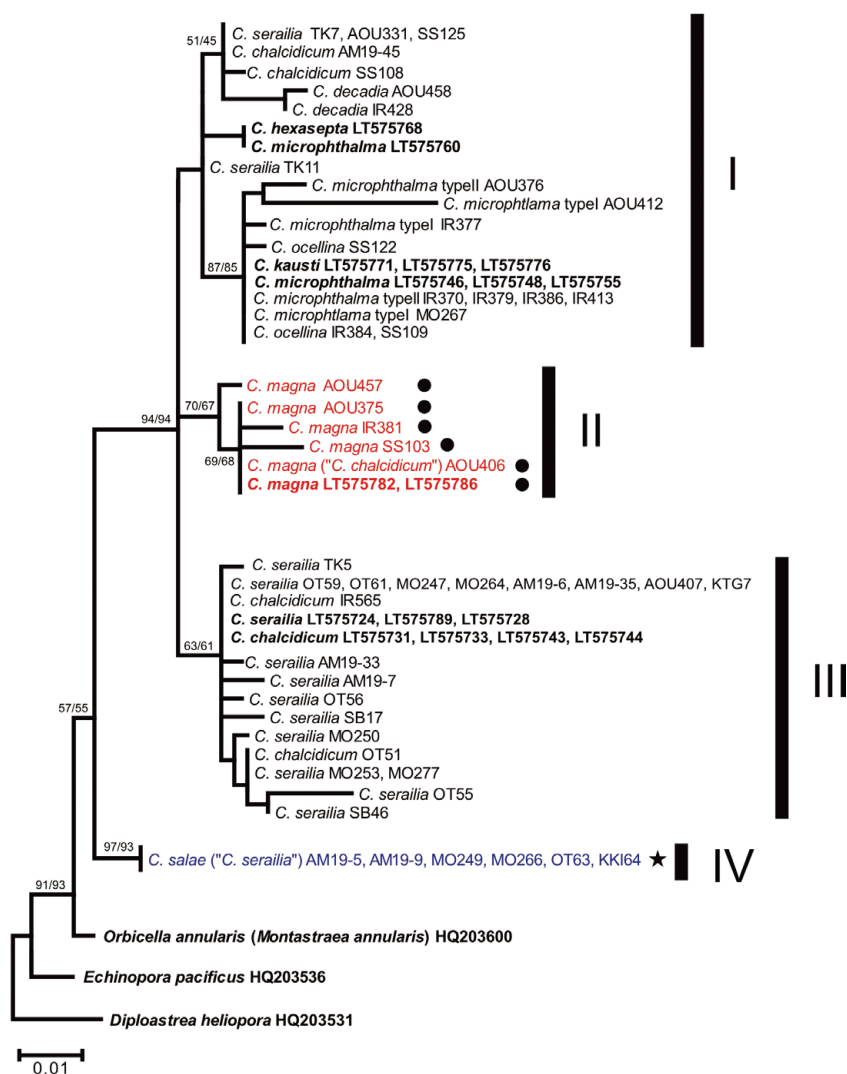 51/45
C. serailia TK7, AOU331, SS125
C. chalcidicum AM19-45
C. chalcidicum SS108
C. decadia AOU458
C. decadia IR428
C. hexasepta LT575768
C. microphthalma LT575760
C. serailia TK11
I
C. microphthalma typeII AOU376
C. microphtlama typeI AOU412
C. microphthalma typeI IR377
C. ocellina SS122
87/85
C. kausti LT575771, LT575775, LT575776
C. microphthalma LT575746, LT575748, LT575755
C. microphthalma typeII IR370, IR379, IR386, IR413
C. microphtlama typeI MO267
C. ocellina IR384, SS109
C. magna AOU457
70/67
C. magna AOU375
94/94
C. magna IR381
II
C. magna SS103
69/68
C. magna ("C. chalcidicum") AOU406
C. magna LT575782, LT575786
C. serailia TK5
C. serailia OT59, OT61, MO247, MO264, AM19-6, AM19-35, AOU407, KTG7
C. chalcidicum IR565
C. serailia LT575724, LT575789, LT575728
C. chalcidicum LT575731, LT575733, LT575743, LT575744
63/61
C. serailia AM19-33
C. serailia AM19-7
III
C. serailia OT56
57/55
C. serailia SB17
C. serailia MO250
C. chalcidicum OT51
C. serailia MO253, MO277
C. serailia OT55
C. serailia SB46
97/93
C. salae ("C. serailia") AM19-5, AM19-9, MO249, MO266, OT63, KKI64
IV
91/93
Orbicella annularis (Montastraea annularis) HQ203600
Echinopora pacificus HQ203536
Diploastrea heliopora HQ203531
0.01